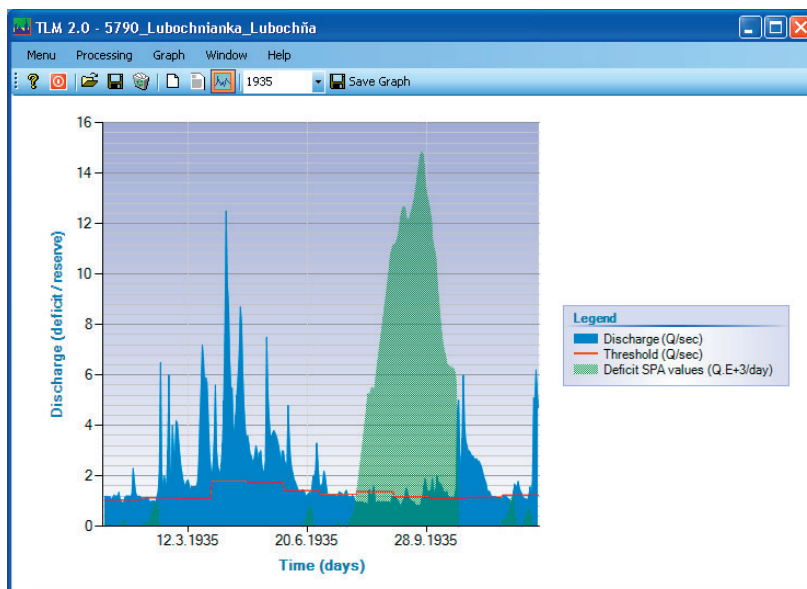 TLM 2.0 - 5790_Lubochnianka_Lubochňa
Menu Processing Graph Window Help
1935 Save Graph
16
14
12
10
8
6
4
2
0
Discharge (deficit / reserve)
12.3.1935 20.6.1935 28.9.1935
Time (days)
Legend
Discharge (Q/sec)
Threshold (Q/sec)
Deficit SPA values (Q.E+3/day)